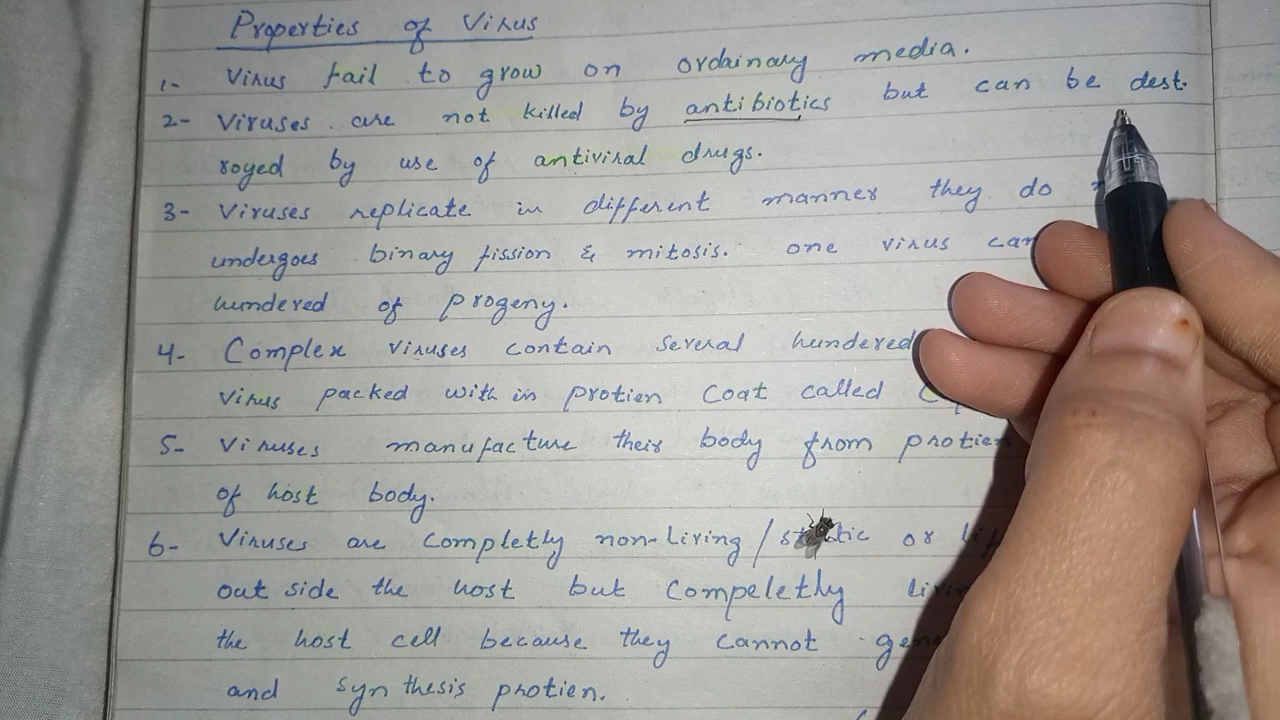 Properties of Virus
1- Virus fail to grow on ordainary media.
2- Viruses are not killed by antibiotics but can be dest-
royed by use of antiviral drugs.
3- Viruses replicate in different manner they do
undergoes binary fission & mitosis. one virus can
hundered of progeny.
4- Complex viruses contain several hundered
virus packed with in protien Coat called
5- Viruses manufacture their body from protien
of host body.
6- Viruses are completly non-living / static or
out side the host but Compeletly
the host cell because they cannot
and synthesis protien.